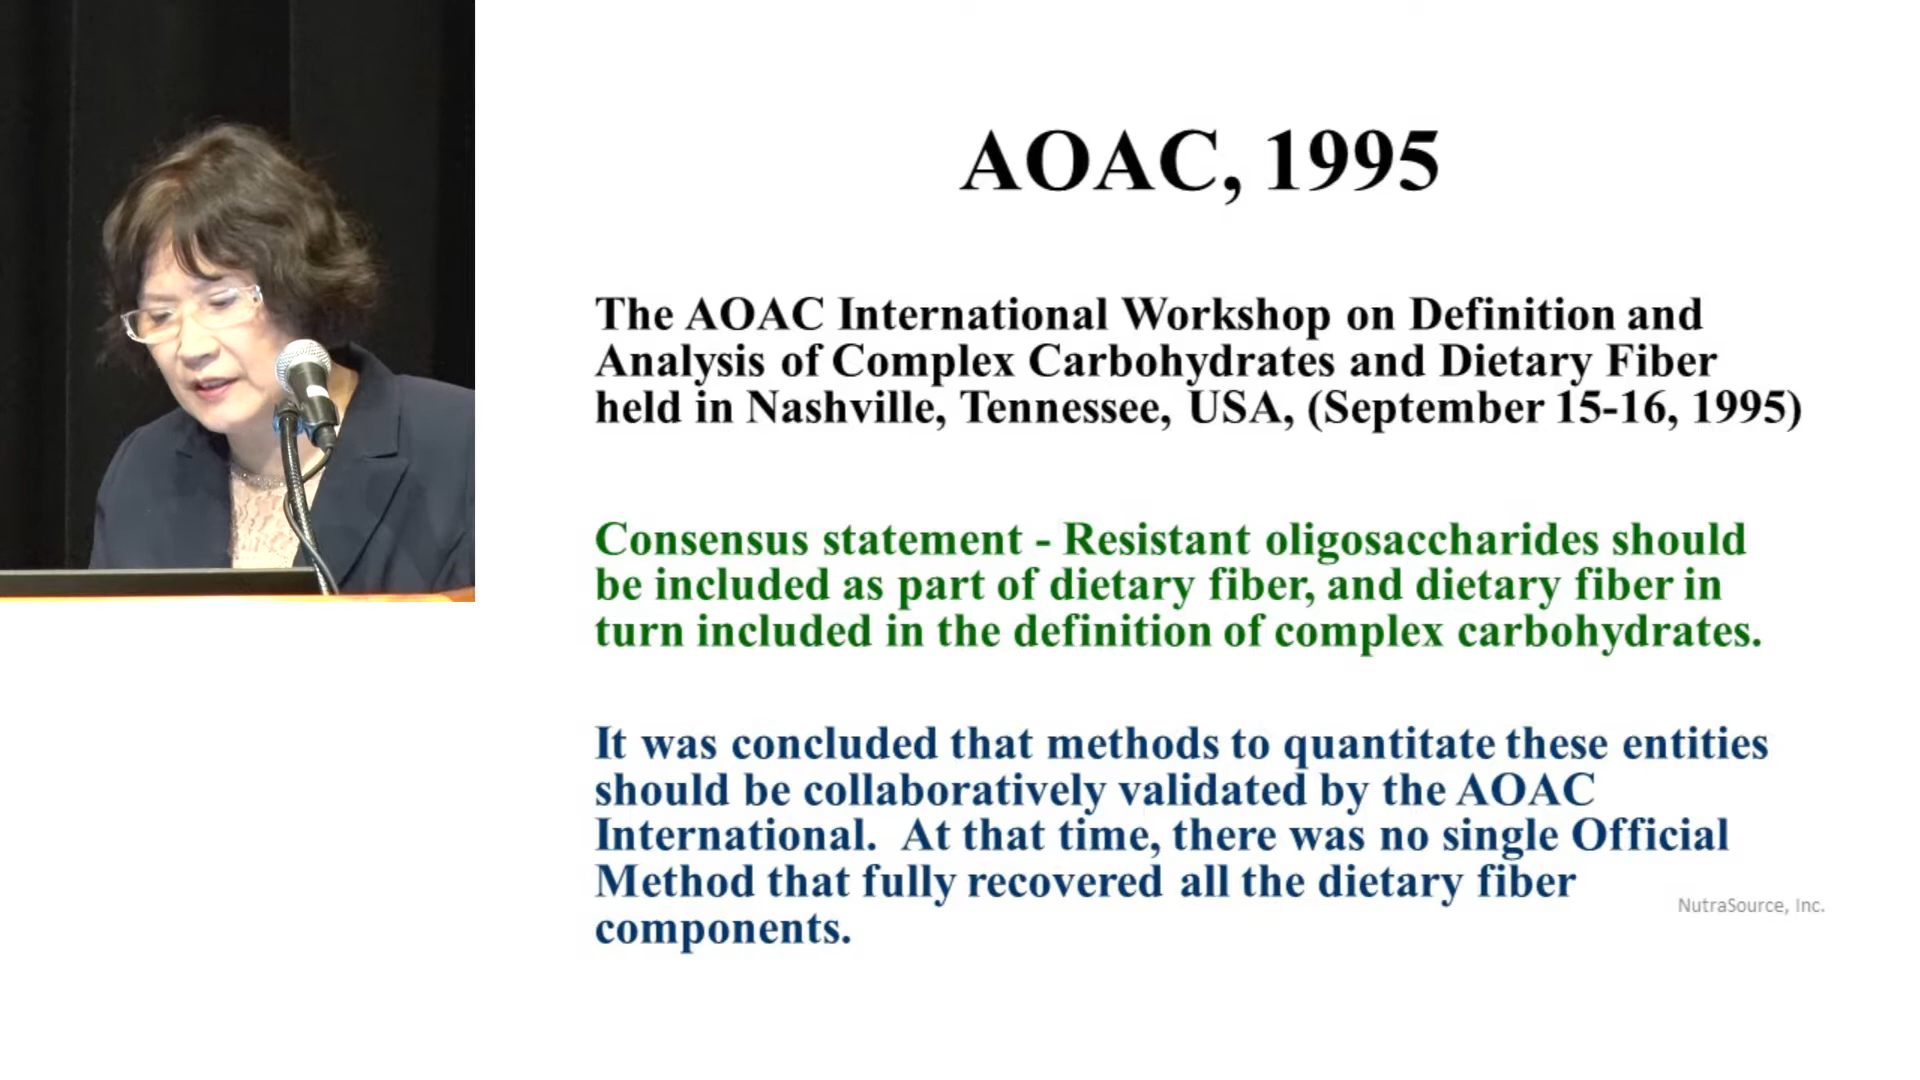 AOAC, 1995
The AOAC International Workshop on Definition and
Analysis of Complex Carbohydrates and Dietary Fiber
held in Nashville, Tennessee, USA, (September 15-16, 1995)
Consensus statement - Resistant oligosaccharides should
be included as part of dietary fiber, and dietary fiber in
turn included in the definition of complex carbohydrates.
It was concluded that methods to quantitate these entities
should be collaboratively validated by the AOAC
International.  At that time, there was no single Official
Method that fully recovered all the dietary fiber
components.
NutraSource, Inc.